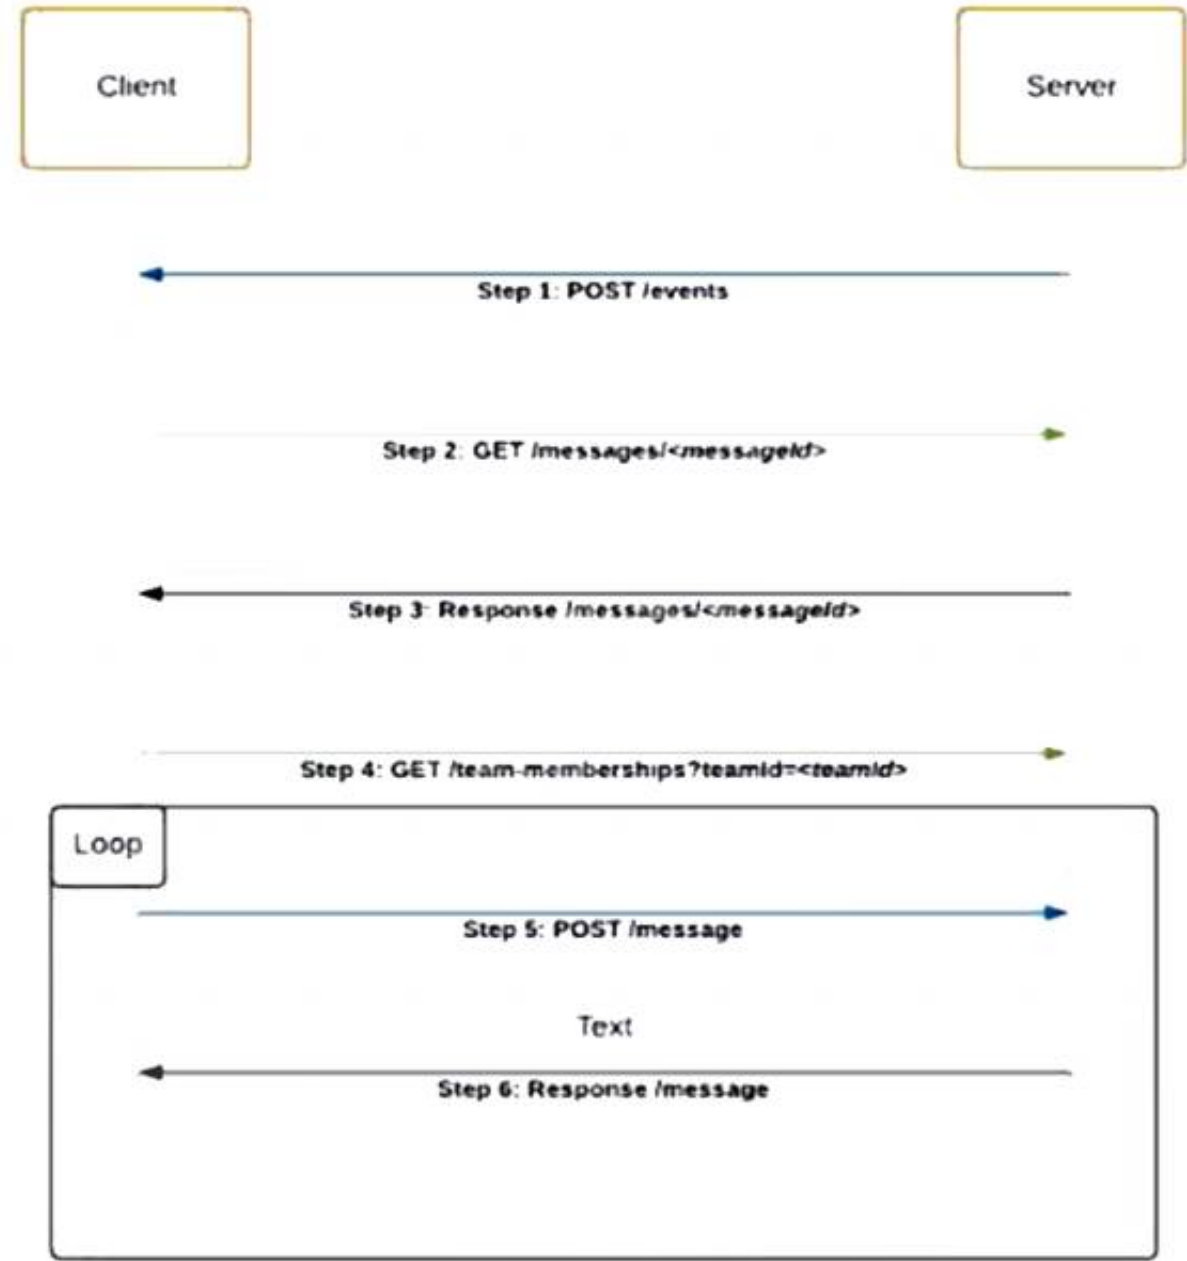 Client
Server
Step 1: POST /events
Step 2: GET /messages/<messageId>
Step 3: Response /messages/<messageId>
Step 4: GET /team-memberships?teamId=<teamId>
Loop
Step 5: POST /message
Text
Step 6: Response /message